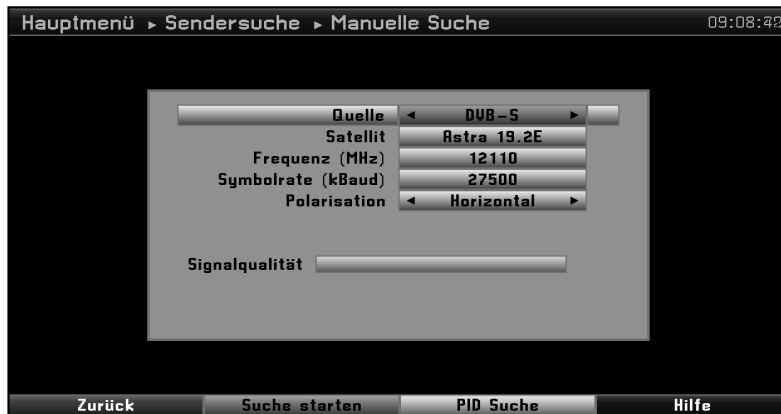 Hauptmenü ▸ Sendersuche ▸ Manuelle Suche 09:08:42
Quelle ◂ DVB-S ▸
Satellit Astra 19.2E
Frequenz (MHz) 12110
Symbolrate (kBaud) 27500
Polarisation ◂ Horizontal ▸
Signalqualität
Zurück Suche starten PID Suche Hilfe